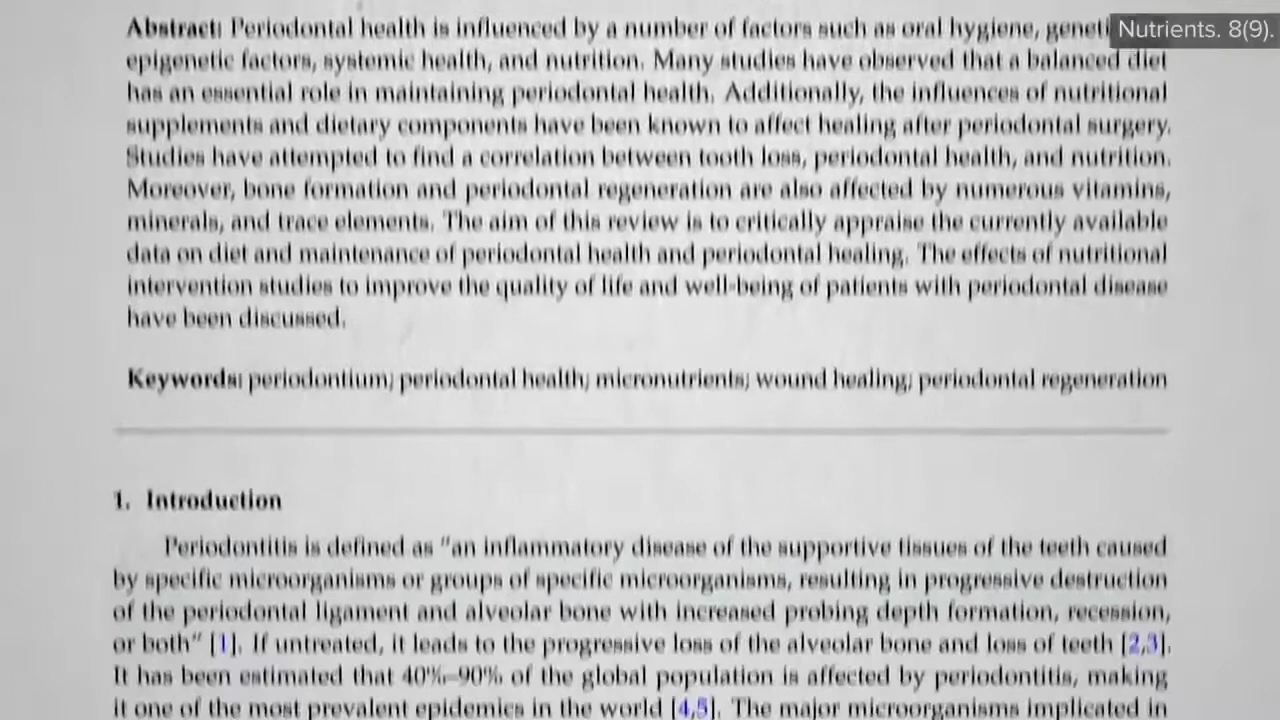 Abstract: Periodontal health is influenced by a number of factors such as oral hygiene,
Nutrients. 8(9).
epigenetic factors, systemic health, and nutrition. Many studies have observed that a balanced diet
has an essential role in maintaining periodontal health. Additionally, the influences of nutritional
supplements and dietary components have been known to affect healing after periodontal surgery.
Studies have attempted to find a correlation between tooth loss, periodontal health, and nutrition.
Moreover, bone formation and periodontal regeneration are also affected by numerous vitamins,
minerals, and trace elements. The aim of this review is to critically appraise the currently available
data on diet and maintenance of periodontal health and periodontal healing. The effects of nutritional
intervention studies to improve the quality of life and well-being of patients with periodontal disease
have been discussed.
Keywords: periodontium; periodontal health; micronutrients; wound healing; periodontal regeneration
1. Introduction
Periodontitis is defined as "an inflammatory disease of the supportive tissues of the teeth caused
by specific microorganisms or groups of specific microorganisms, resulting in progressive destruction
of the periodontal ligament and alveolar bone with increased probing depth formation, recession,
or both" [1]. If untreated, it leads to the progressive loss of the alveolar bone and loss of teeth [2,3].
It has been estimated that 40%–90% of the global population is affected by periodontitis, making
it one of the most prevalent epidemics in the world [4,5]. The major microorganisms implicated in